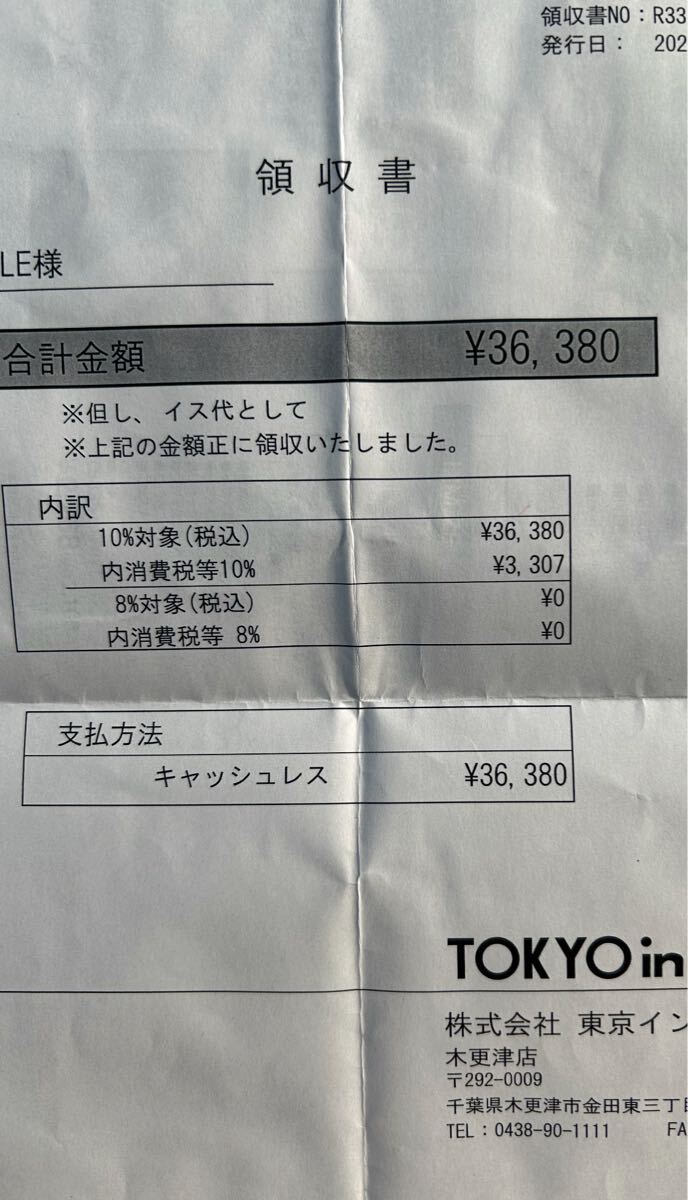 領収書NO：R33
発行日： 202
領 収 書
LE様
合計金額 ¥36,380
※但し、イス代として
※上記の金額正に領収いたしました。
内訳
10%対象(税込) ¥36,380
内消費税等10% ¥3,307
8%対象(税込) ¥0
内消費税等 8% ¥0
支払方法
キャッシュレス ¥36,380
TOKYO in
株式会社 東京イン
木更津店
〒292-0009
千葉県木更津市金田東三丁目
TEL：0438-90-1111 FA